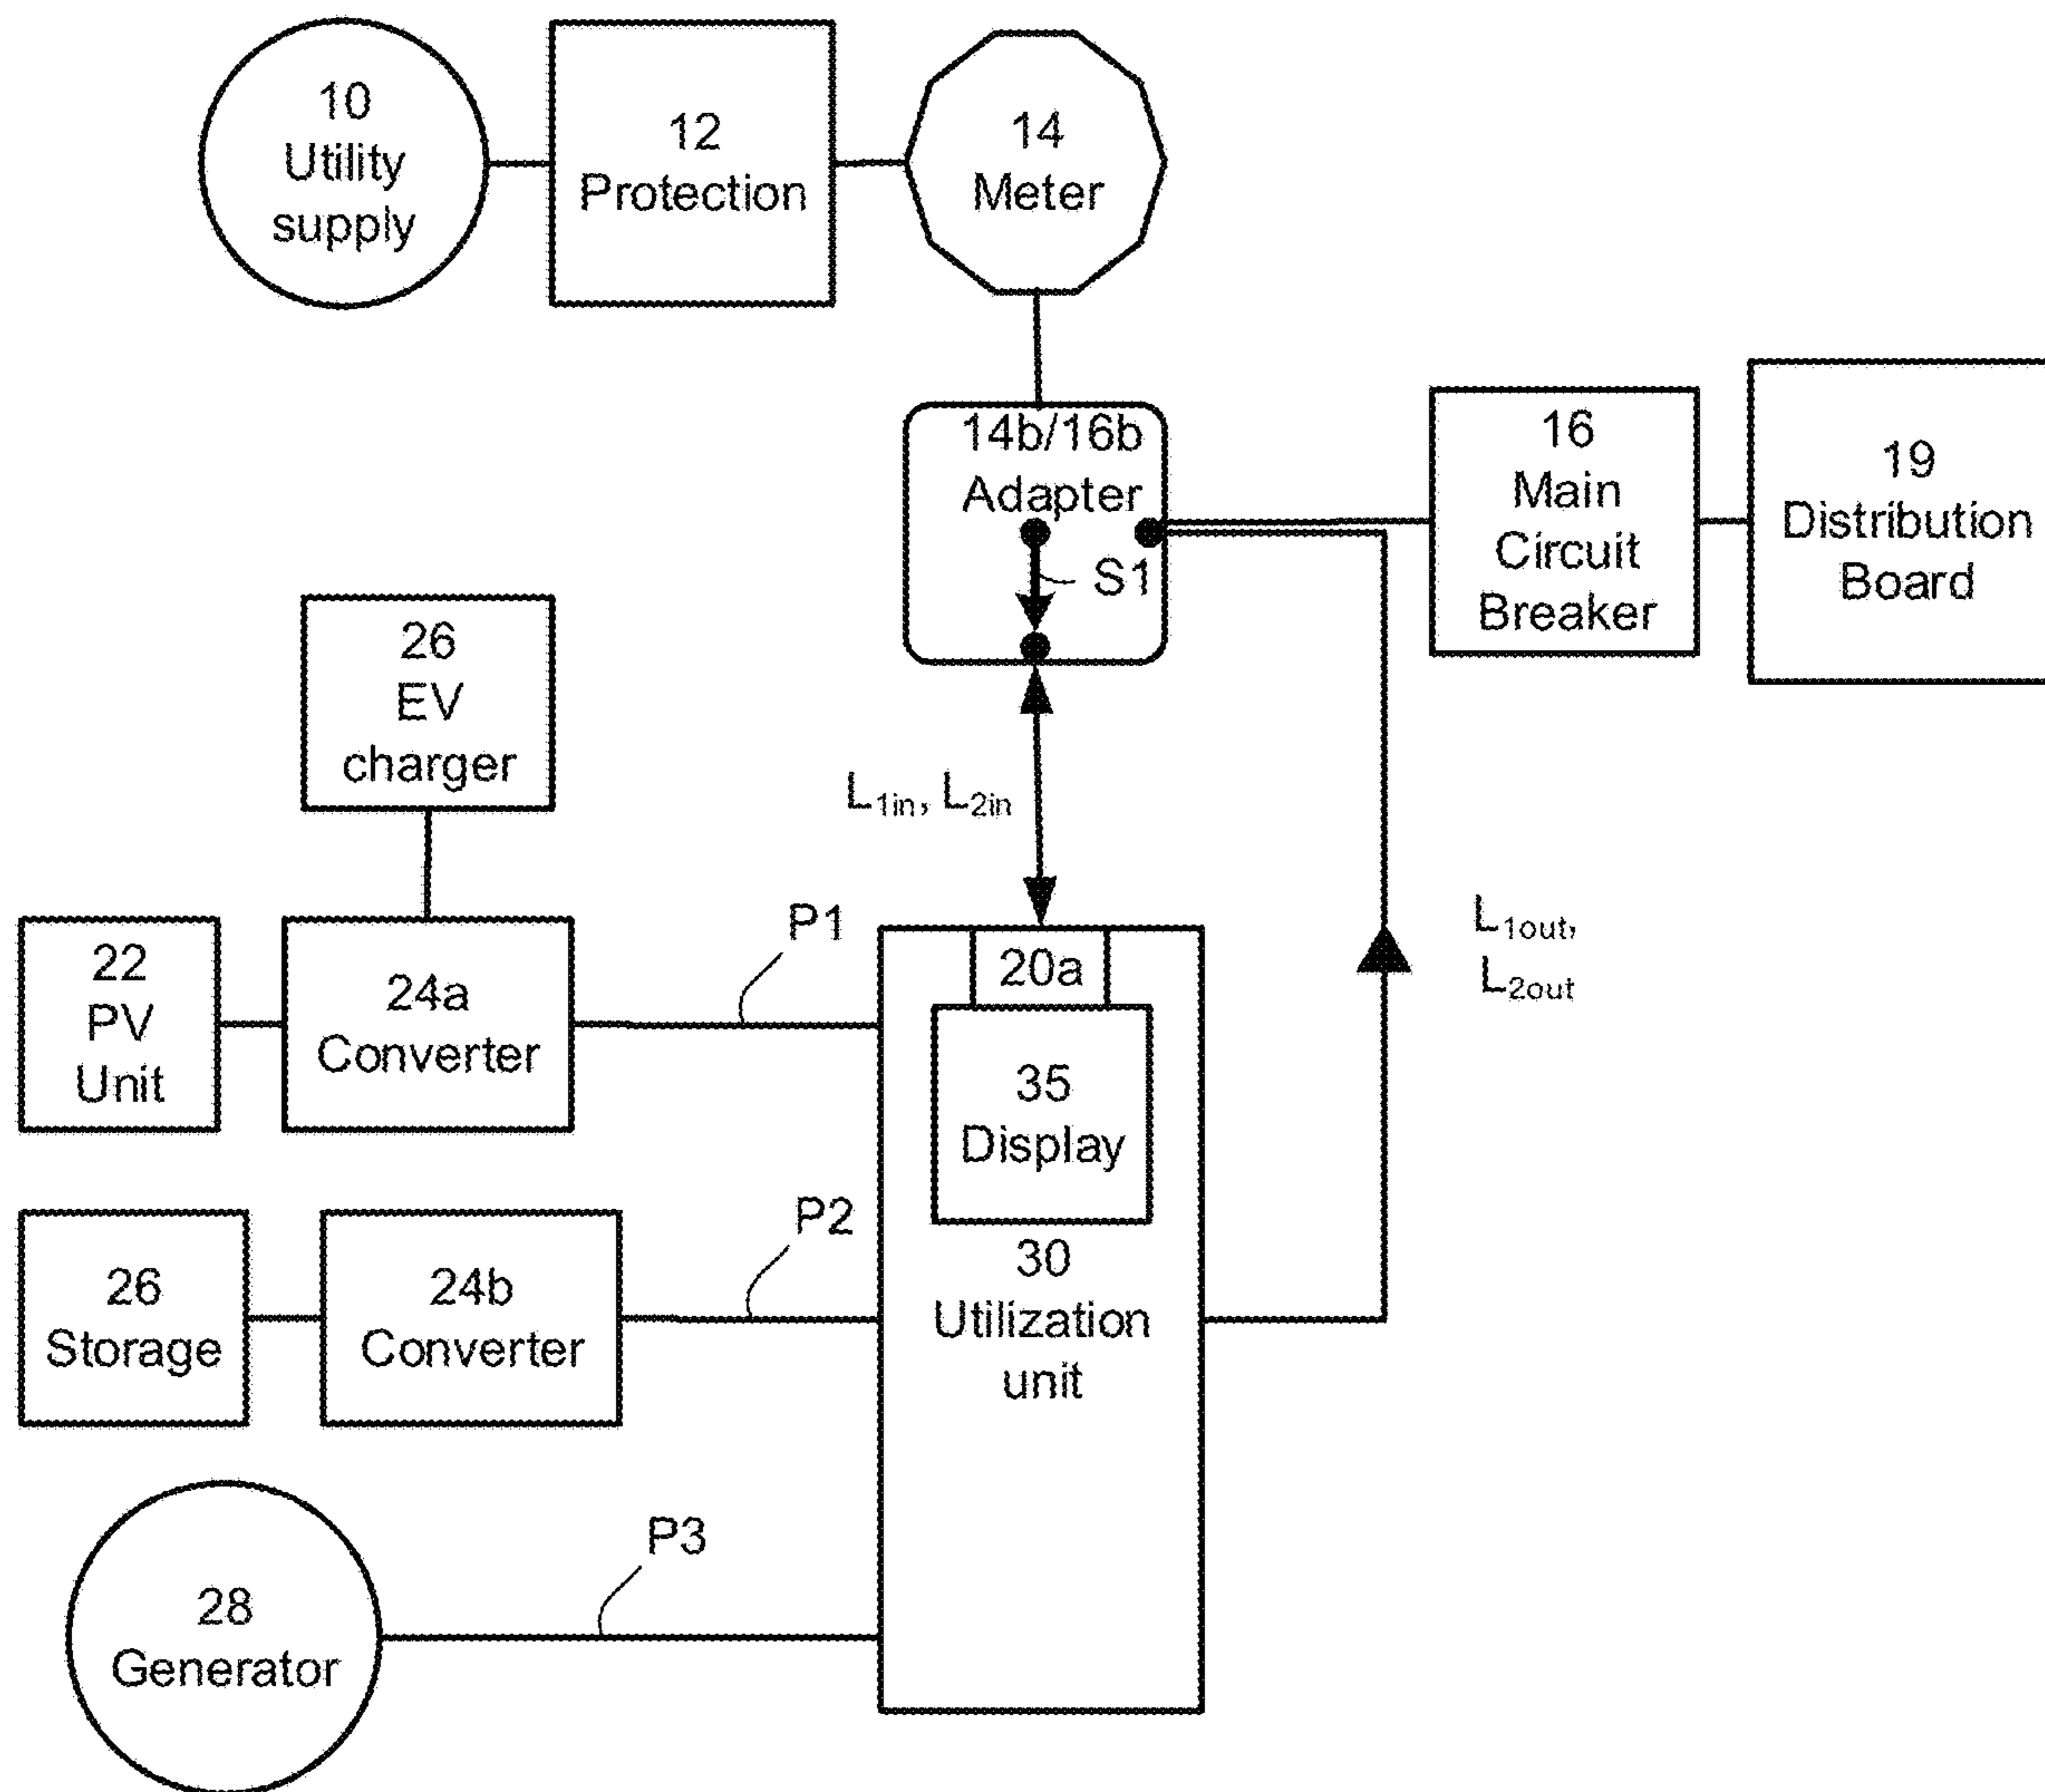 10
Utility
supply
12
Protection
14
Meter
14b/16b
Adapter
S1
16
Main
Circuit
Breaker
19
Distribution
Board
26
EV
charger
L1in, L2in
L1out,
L2out
22
PV
Unit
24a
Converter
P1
20a
35
Display
30
Utilization
unit
26
Storage
24b
Converter
P2
28
Generator
P3